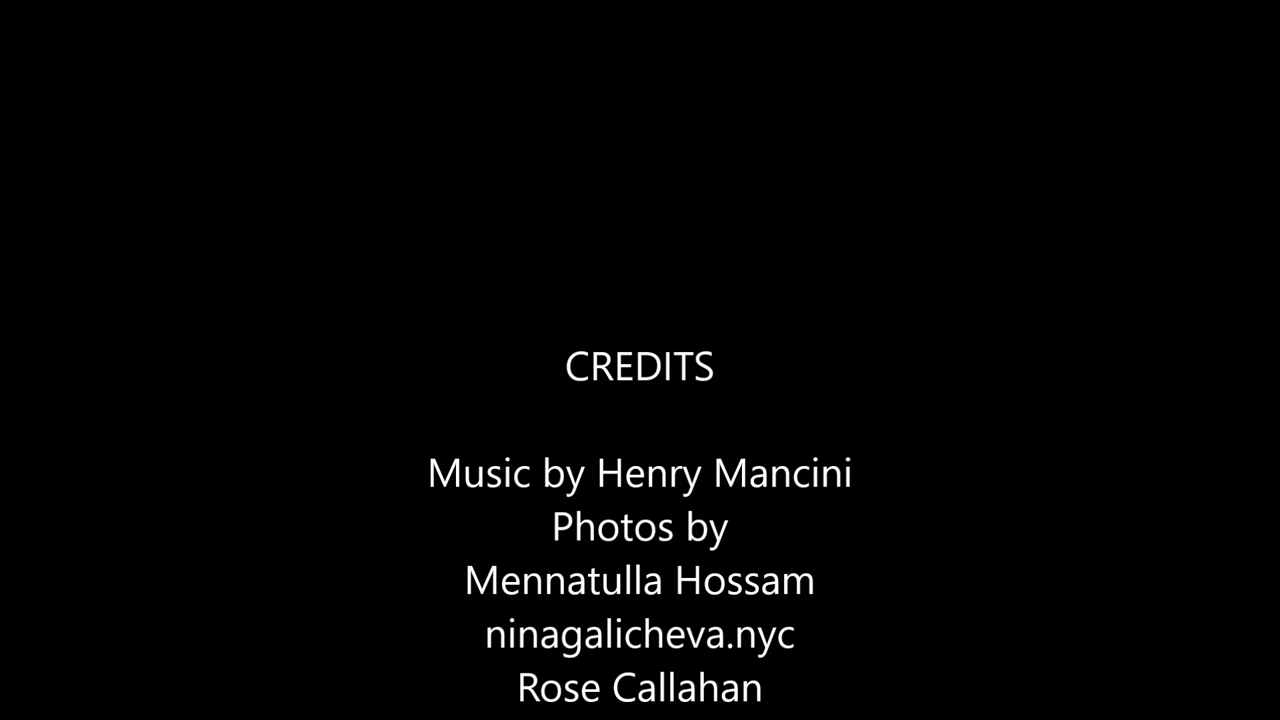 CREDITS
Music by Henry Mancini
Photos by
Mennatulla Hossam
ninagalicheva.nyc
Rose Callahan